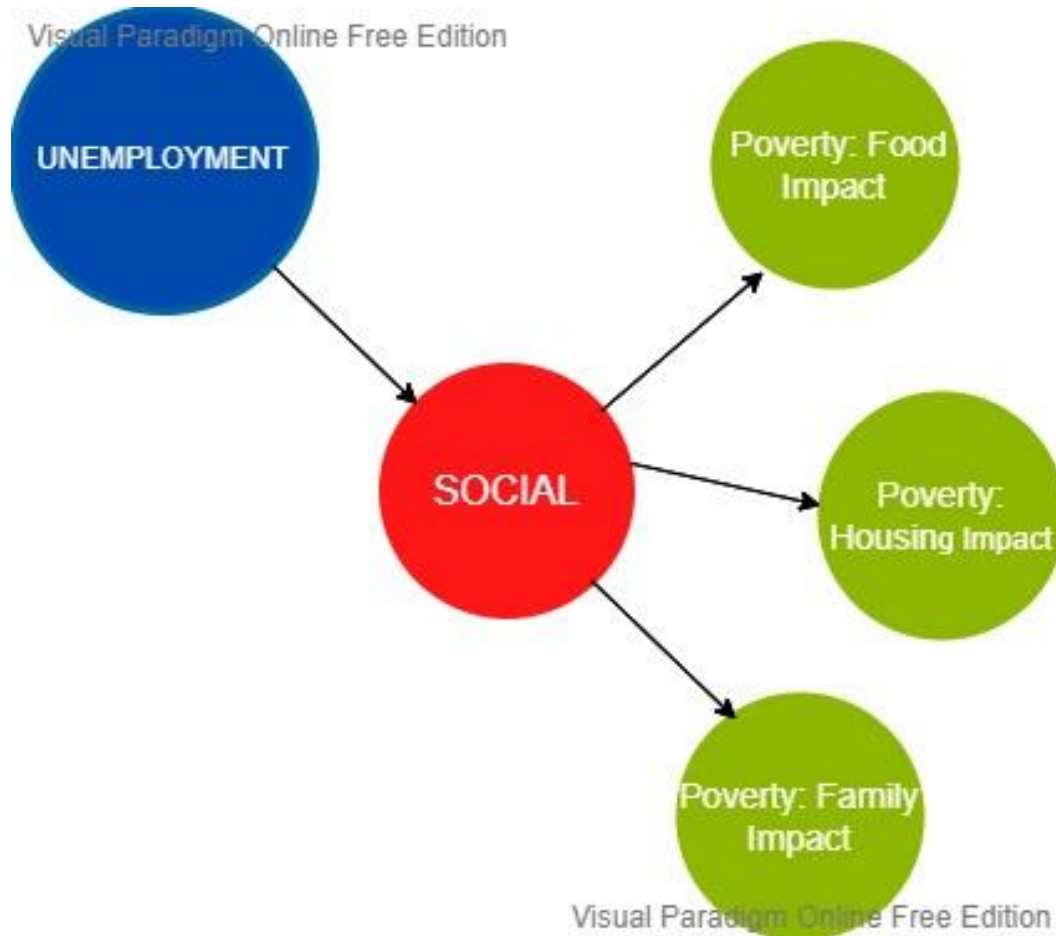 Visual Paradigm Online Free Edition
UNEMPLOYMENT
Poverty: Food
Impact
SOCIAL
Poverty:
Housing Impact
Poverty: Family
Impact
Visual Paradigm Online Free Edition